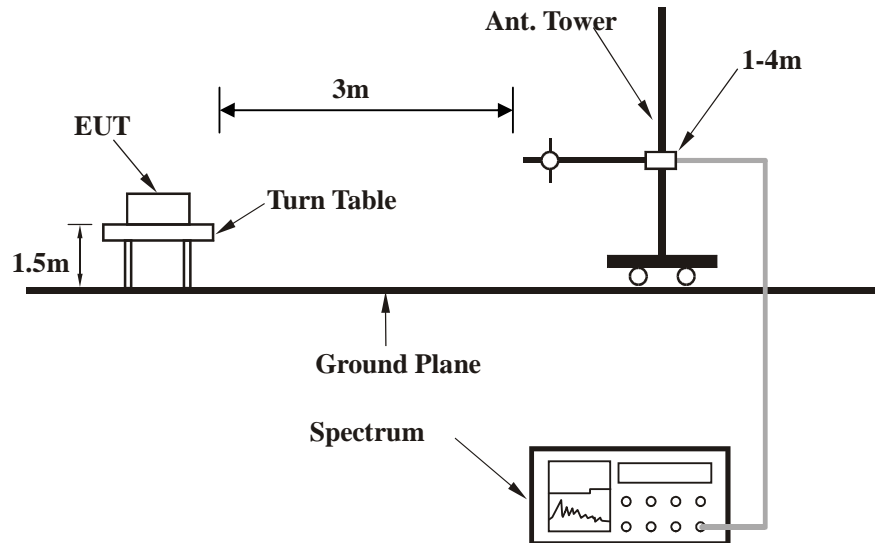 Ant. Tower
1-4m
3m
EUT
Turn Table
1.5m
Ground Plane
Spectrum